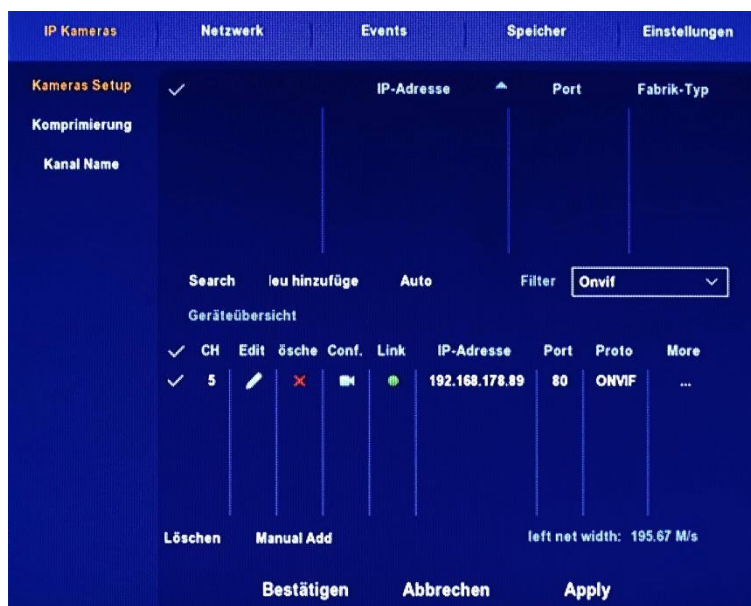 IP Kameras Netzwerk Events Speicher Einstellungen
Kameras Setup
Komprimierung
Kanal Name
IP-Adresse Port Fabrik-Typ
Search leu hinzufüge Auto Filter Onvif
Geräteübersicht
CH Edit ösche Conf. Link IP-Adresse Port Proto More
5 192.168.178.89 80 ONVIF ...
Löschen Manual Add left net width: 195.67 M/s
Bestätigen Abbrechen Apply